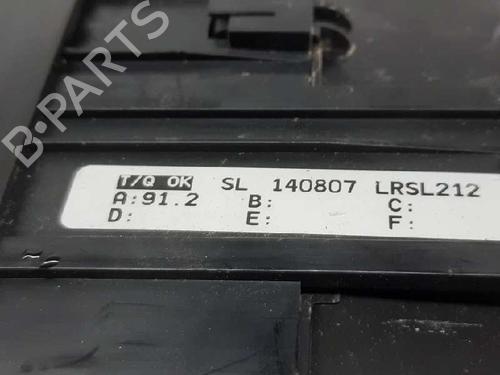 B-PARTS
T/Q OK SL 140807 LRSL212
A:91.2 B: C:
D: E: F: